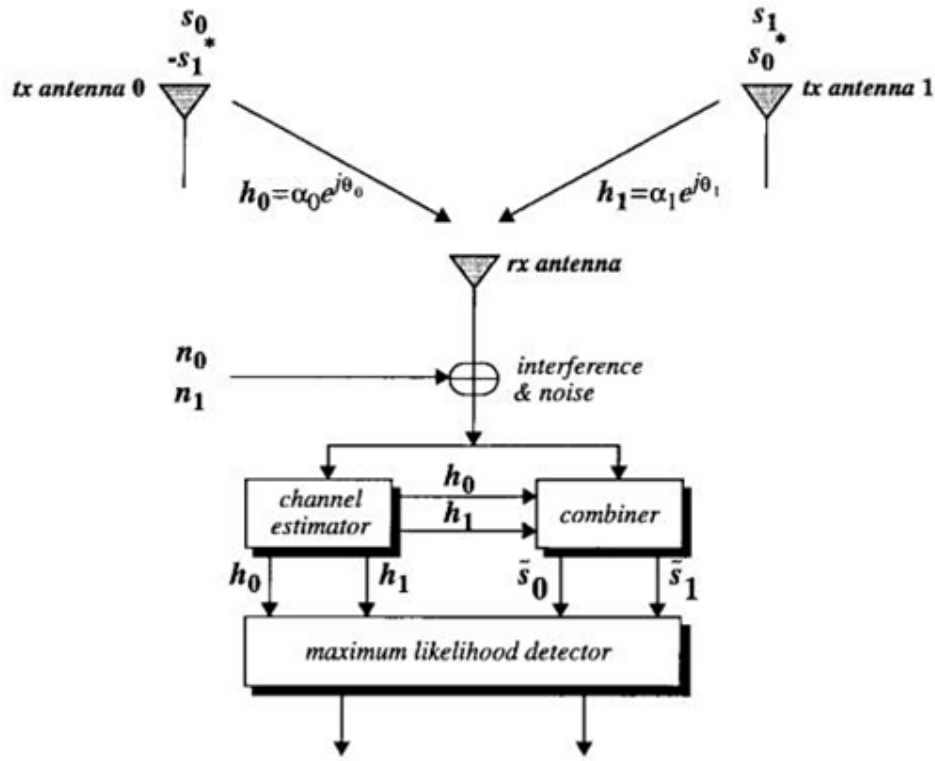 s0 s1
-s1* s0*
tx antenna 0 tx antenna 1
h0=α0e^jθ0 h1=α1e^jθ1
rx antenna
n0
n1
interference
& noise
h0
h1
channel
estimator
combiner
h0 h1 s̃0 s̃1
maximum likelihood detector